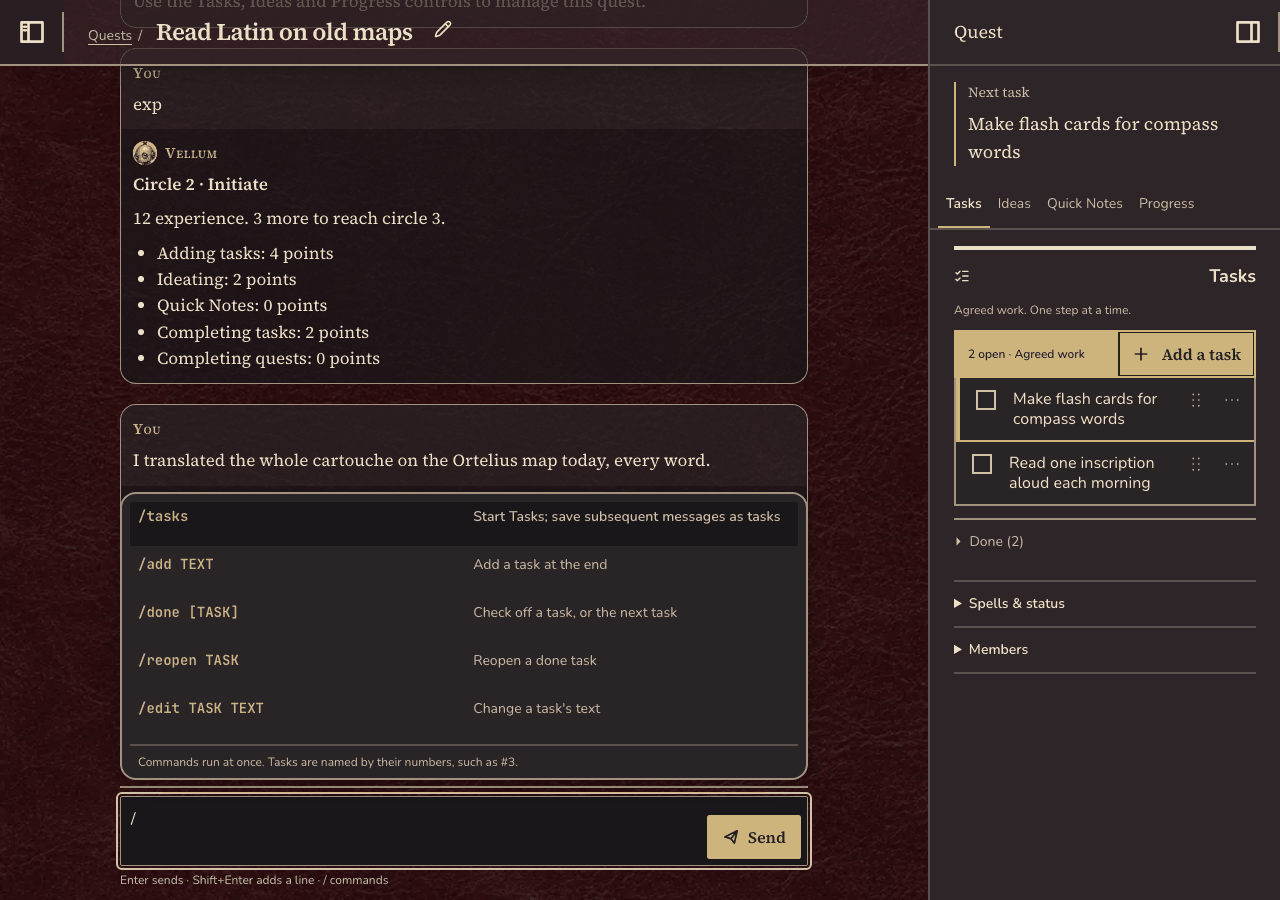 Use the Tasks, Ideas and Progress controls to manage this quest.
Quests / Read Latin on old maps
You
exp
Vellum
Circle 2 · Initiate
12 experience. 3 more to reach circle 3.
Adding tasks: 4 points
Ideating: 2 points
Quick Notes: 0 points
Completing tasks: 2 points
Completing quests: 0 points
You
I translated the whole cartouche on the Ortelius map today, every word.
/tasks Start Tasks; save subsequent messages as tasks
/add TEXT Add a task at the end
/done [TASK] Check off a task, or the next task
/reopen TASK Reopen a done task
/edit TASK TEXT Change a task's text
Commands run at once. Tasks are named by their numbers, such as #3.
/
Send
Enter sends · Shift+Enter adds a line · / commands
Quest
Next task
Make flash cards for compass
words
Tasks Ideas Quick Notes Progress
Tasks
Agreed work. One step at a time.
2 open · Agreed work
Add a task
Make flash cards for
compass words
Read one inscription
aloud each morning
Done (2)
Spells & status
Members